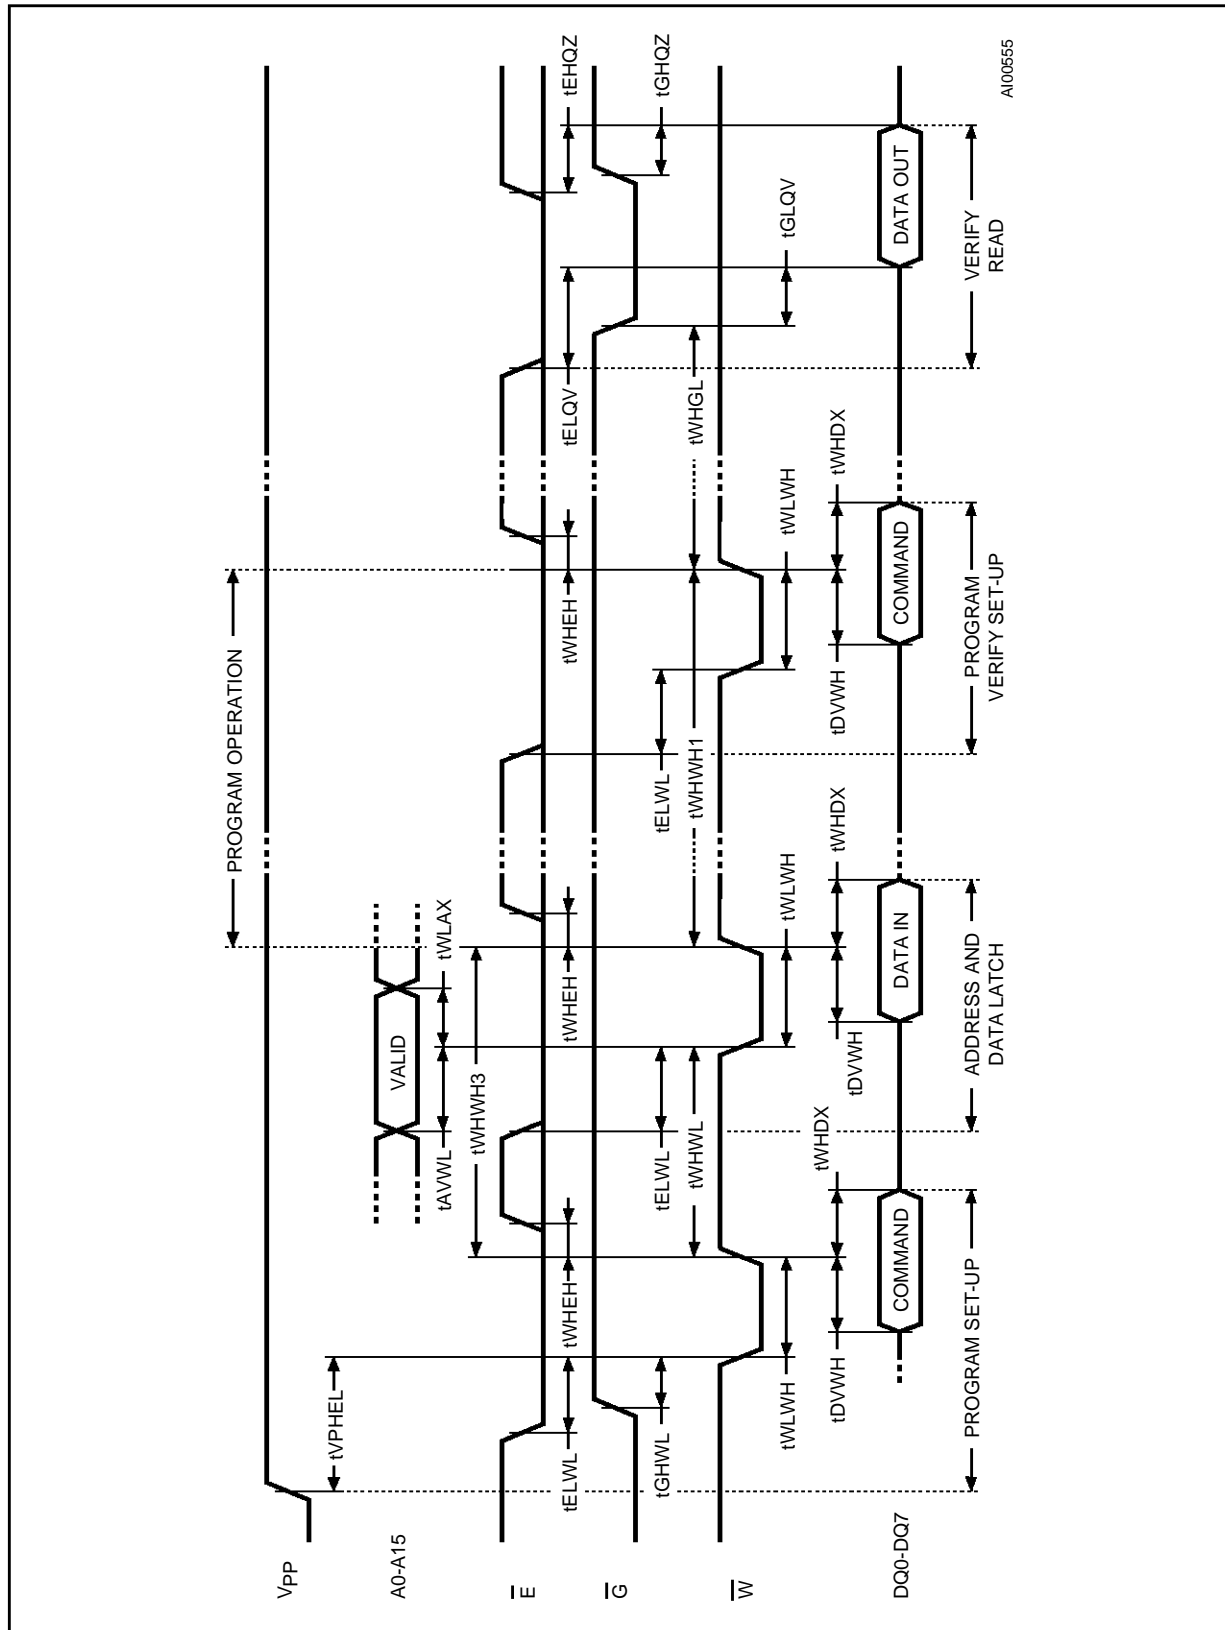 VPP
tVPHEL
PROGRAM OPERATION
A0-A15
VALID
tAVWL
tWLAX
tWHWH3
E
tELWL
tWHEH
tWHEH
tWHEH
tELQV
tEHQZ
G
tGHWL
tELWL
tELWL
tGHQZ
tWHWL
tWHWH1
tWHGL
W
tWLWH
tWLWH
tWLWH
tGLQV
tDVWH
tWHDX
tDVWH
tWHDX
tDVWH
tWHDX
DQ0-DQ7
COMMAND
DATA IN
COMMAND
DATA OUT
PROGRAM SET-UP
ADDRESS AND
DATA LATCH
PROGRAM
VERIFY SET-UP
VERIFY
READ
AI00555